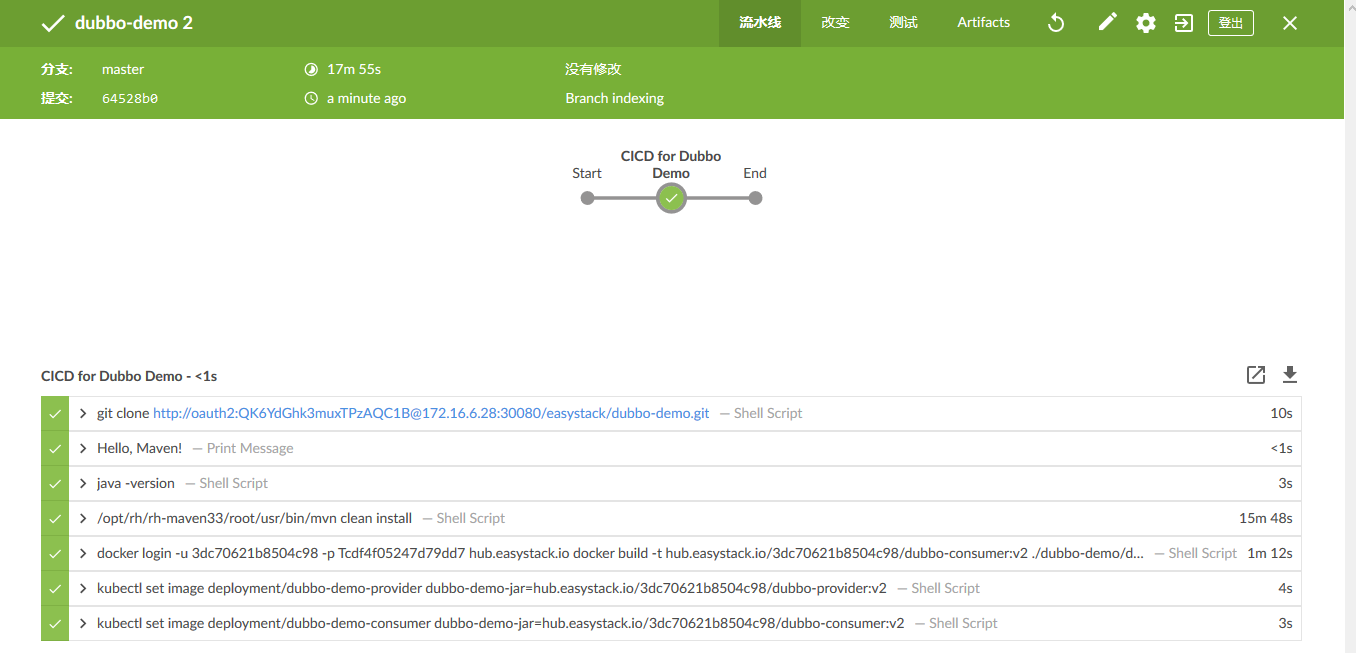 dubbo-demo 2 流水线 改变 测试 Artifacts 登出
分支: master 17m 55s 没有修改
提交: 64528b0 a minute ago Branch indexing
CICD for Dubbo
Start Demo End
CICD for Dubbo Demo - <1s
git clone http://oauth2:QK6YdGhk3muxTPzAQC1B@172.16.6.28:30080/easystack/dubbo-demo.git — Shell Script 10s
Hello, Maven! — Print Message <1s
java -version — Shell Script 3s
/opt/rh/rh-maven33/root/usr/bin/mvn clean install — Shell Script 15m 48s
docker login -u 3dc70621b8504c98 -p Tcdf4f05247d79dd7 hub.easystack.io docker build -t hub.easystack.io/3dc70621b8504c98/dubbo-consumer:v2 ./dubbo-demo/d... — Shell Script 1m 12s
kubectl set image deployment/dubbo-demo-provider dubbo-demo-jar=hub.easystack.io/3dc70621b8504c98/dubbo-provider:v2 — Shell Script 4s
kubectl set image deployment/dubbo-demo-consumer dubbo-demo-jar=hub.easystack.io/3dc70621b8504c98/dubbo-consumer:v2 — Shell Script 3s